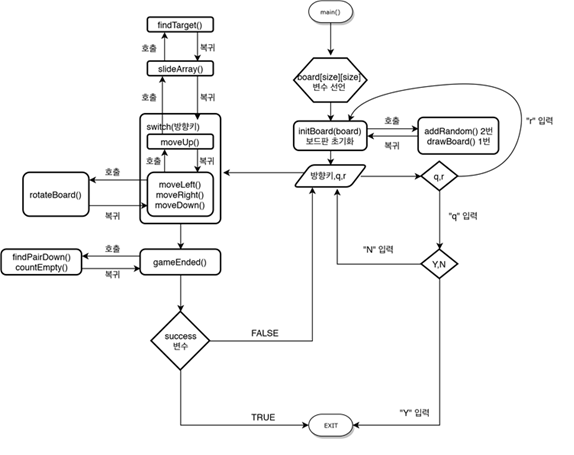 findTarget()
호출
복귀
slideArray()
호출
복귀
switch(방향키)
moveUp()
호출
복귀
moveLeft()
moveRight()
moveDown()
호출
rotateBoard()
복귀
findPairDown()
countEmpty()
호출
복귀
gameEnded()
success
변수
FALSE
TRUE
main()
board[size][size]
변수 선언
initBoard(board)
보드판 초기화
호출
복귀
addRandom() 2번
drawBoard() 1번
"r" 입력
방향키,q,r
q,r
"q" 입력
"N" 입력
Y,N
"Y" 입력
EXIT